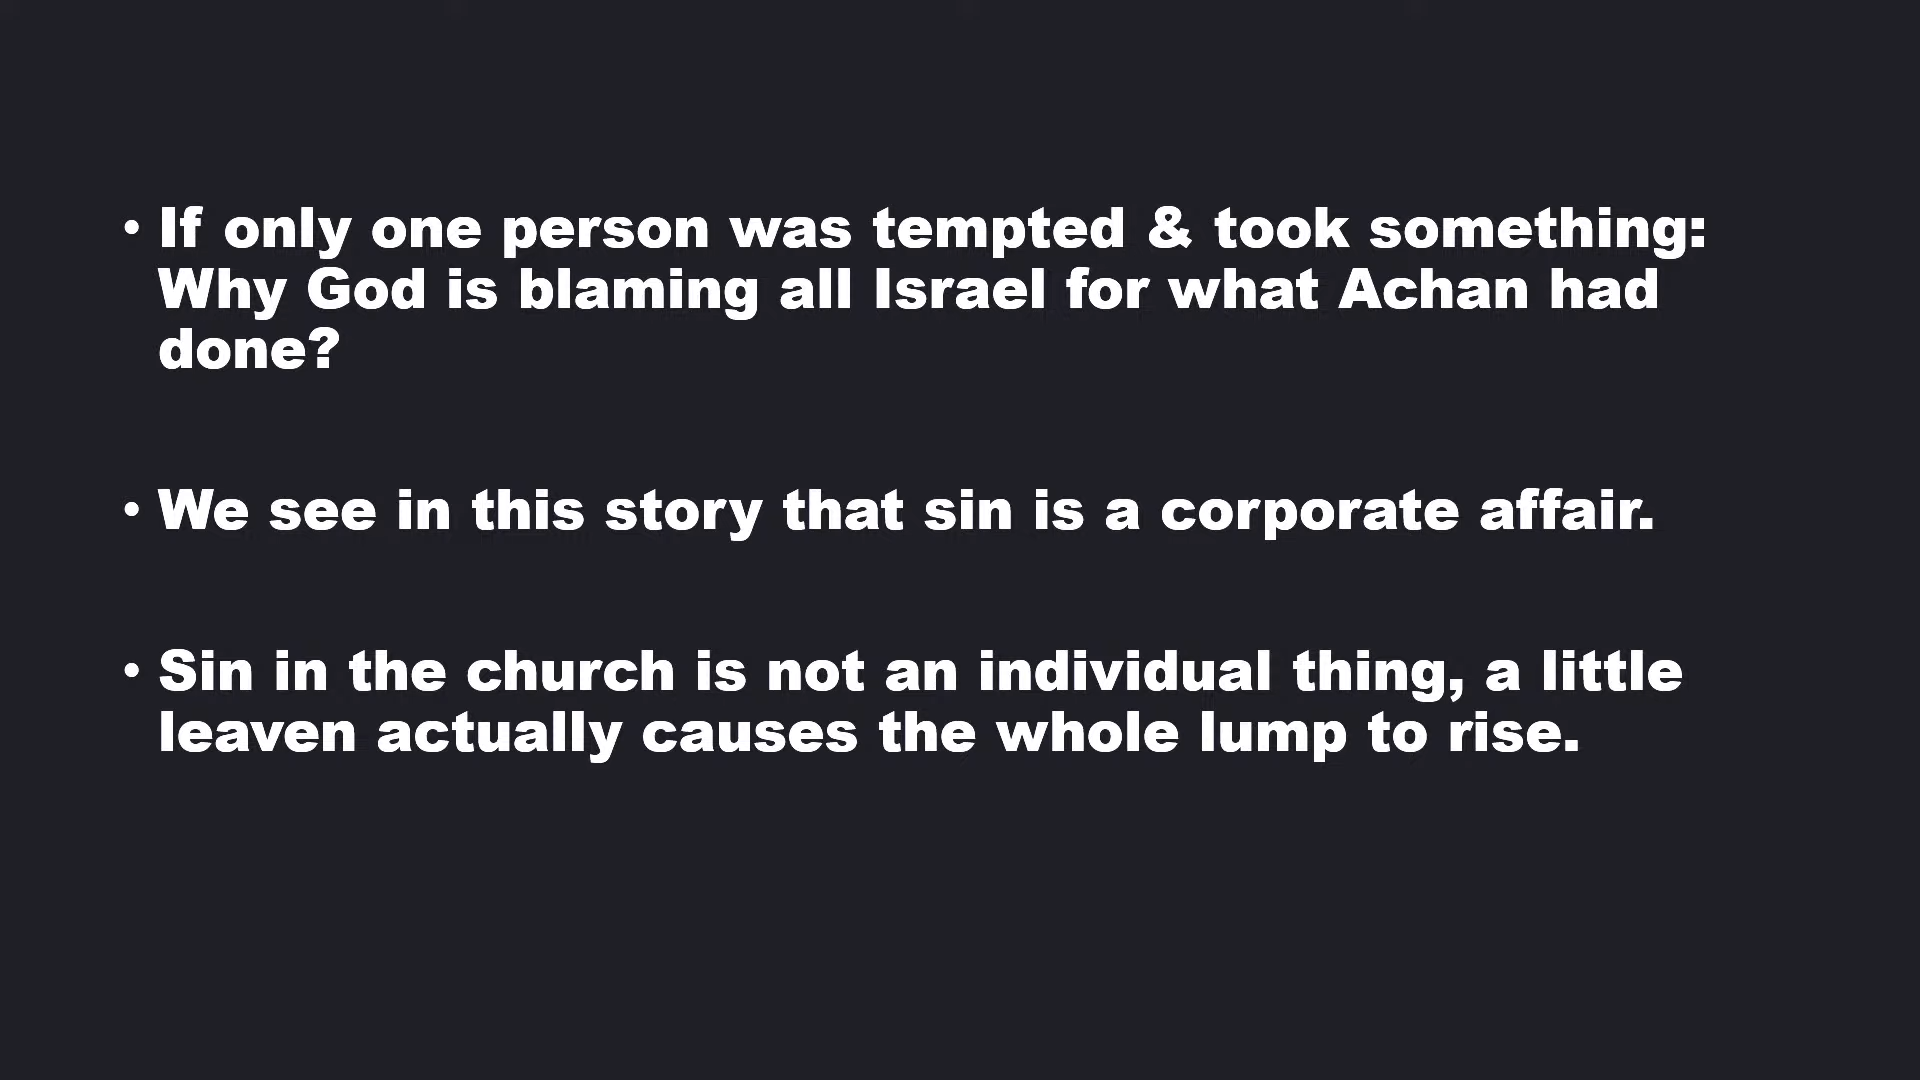 • If only one person was tempted & took something:
Why God is blaming all Israel for what Achan had
done?
• We see in this story that sin is a corporate affair.
• Sin in the church is not an individual thing, a little
leaven actually causes the whole lump to rise.